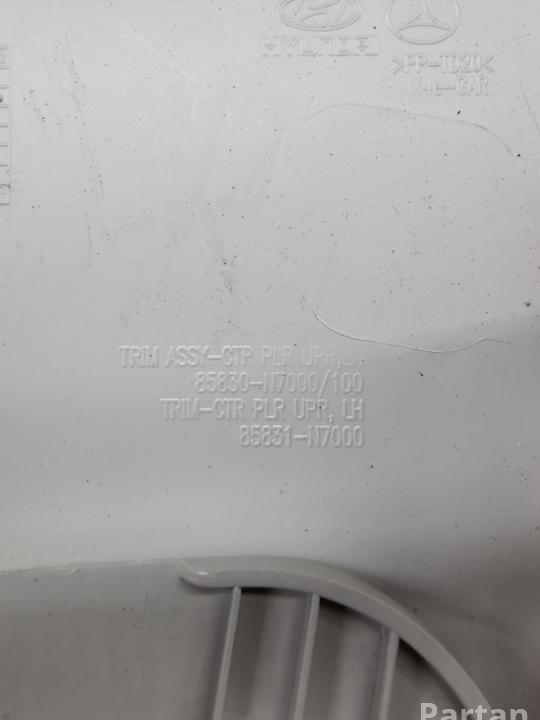 HYUNDAI
>PP-TD20<
TRIM ASSY-CTR PLR UPR,
85830-N7000/100
TRIM-CTR PLR UPR, LH
85831-N7000
Partan